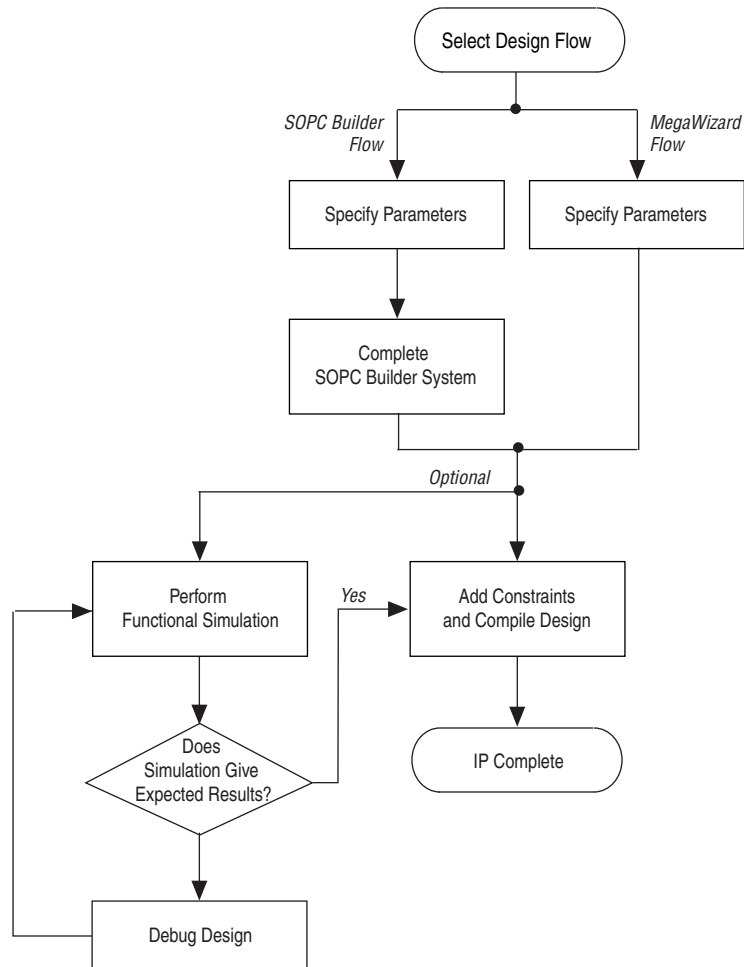 Select Design Flow
SOPC Builder
Flow
MegaWizard
Flow
Specify Parameters
Specify Parameters
Complete
SOPC Builder System
Optional
Perform
Functional Simulation
Yes
Add Constraints
and Compile Design
Does
Simulation Give
Expected Results?
IP Complete
Debug Design